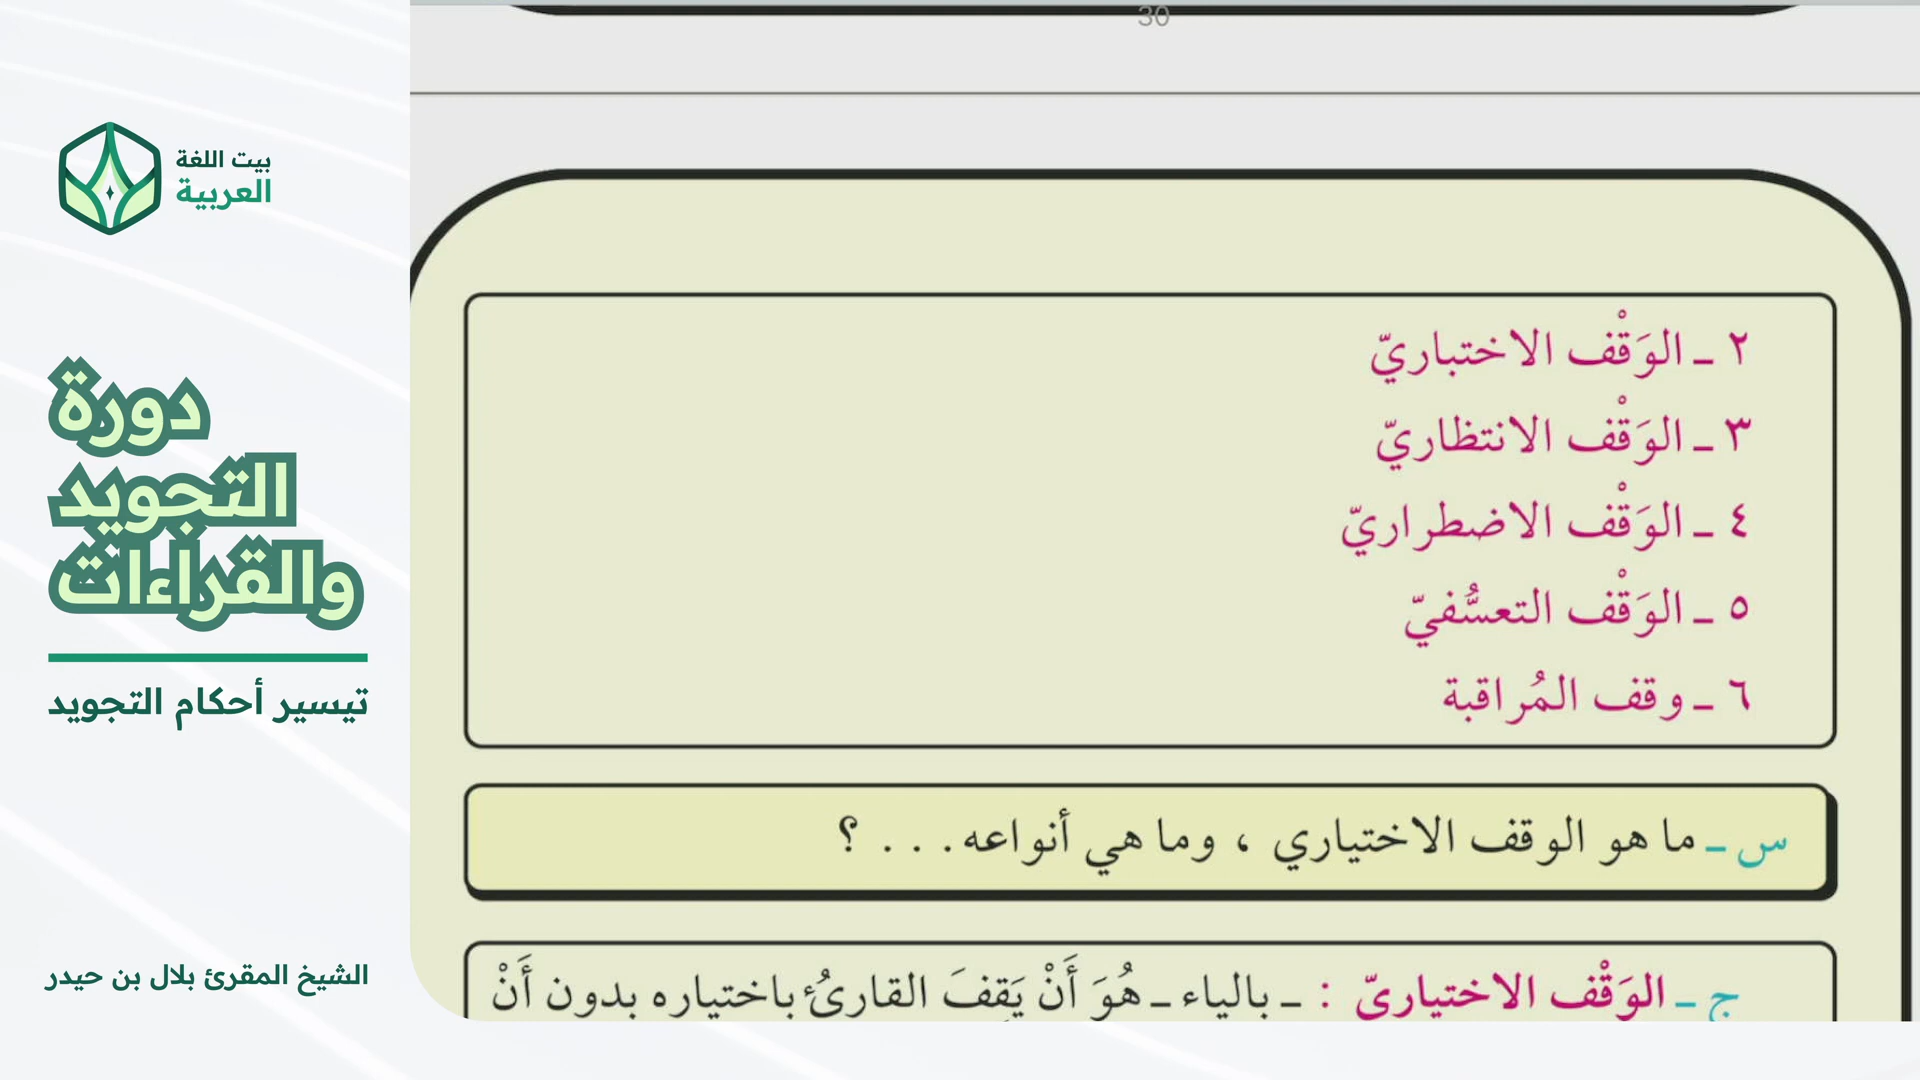 30
بيت اللغة
العربية
دورة
التجويد
والقراءات
تيسير أحكام التجويد
الشيخ المقرئ بلال بن حيدر
٢ ـ الوَقْف الاختباريّ
٣ ـ الوَقْف الانتظاريّ
٤ ـ الوَقْف الاضطراريّ
٥ ـ الوَقْف التعسُّفيّ
٦ ـ وقف المُراقبة
س ـ ما هو الوقف الاختياري ، وما هي أنواعه . . . ؟
ج ـ الوَقْف الاختياريّ : ـ بالياء ـ هُوَ أَنْ يَقِفَ القارئُ باختياره بدون أَنْ